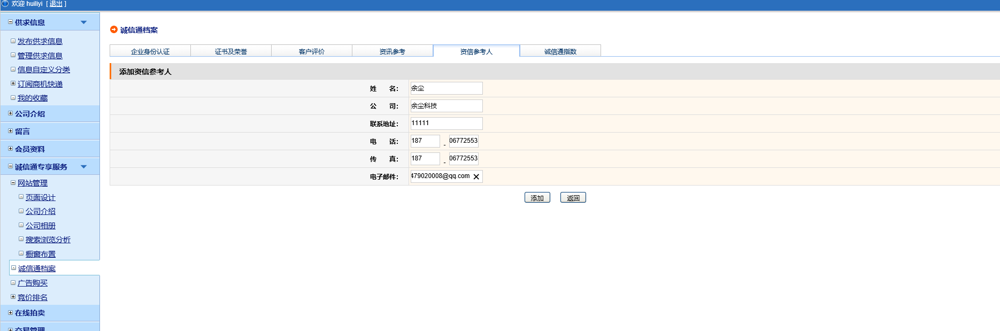 欢迎 huiliyi [ 退出 ]
供求信息
发布供求信息
管理供求信息
信息自定义分类
订阅商机快递
我的收藏
公司介绍
留言
会员资料
诚信通专享服务
网站管理
页面设计
公司介绍
公司相册
搜索浏览分析
橱窗布置
诚信通档案
广告购买
竞价排名
在线拍卖
交易管理
诚信通档案
企业身份认证 证书及荣誉 客户评价 资讯参考 资信参考人 诚信通指数
添加资信参考人
姓 名： 余尘
公 司： 余尘科技
联系地址： 11111
电 话： 187 - 06772553
传 真： 187 - 06772553
电子邮件： 479020008@qq.com
添加 返回